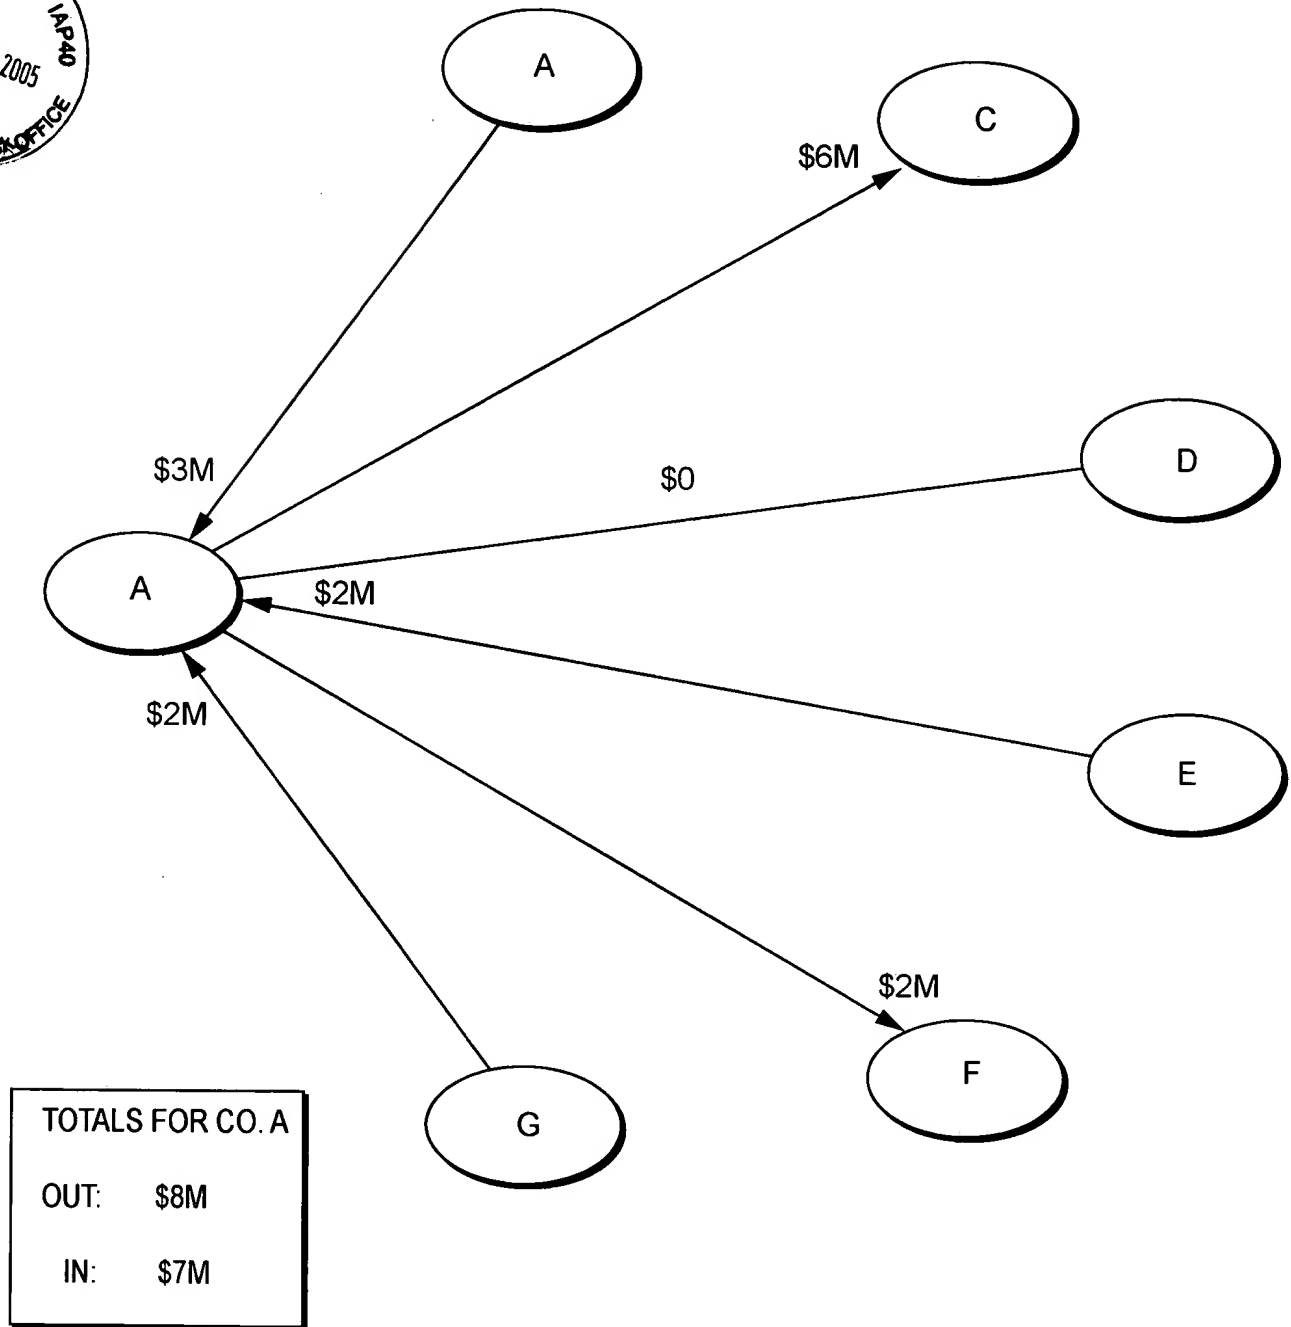 IAP40
2005
OFFICE
A
C
$6M
$3M
$0
D
A
$2M
$2M
E
$2M
F
G
TOTALS FOR CO. A
OUT: $8M
IN: $7M